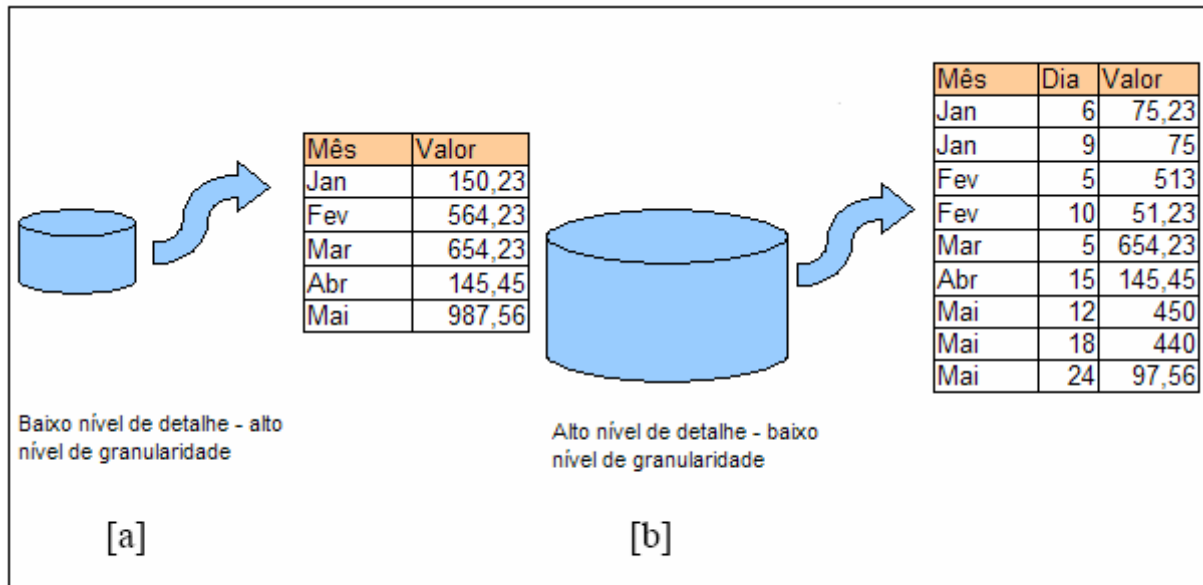 Mês Valor
Jan 150,23
Fev 564,23
Mar 654,23
Abr 145,45
Mai 987,56
Baixo nível de detalhe - alto
nível de granularidade
[a]
Mês Dia Valor
Jan 6 75,23
Jan 9 75
Fev 5 513
Fev 10 51,23
Mar 5 654,23
Abr 15 145,45
Mai 12 450
Mai 18 440
Mai 24 97,56
Alto nível de detalhe - baixo
nível de granularidade
[b]